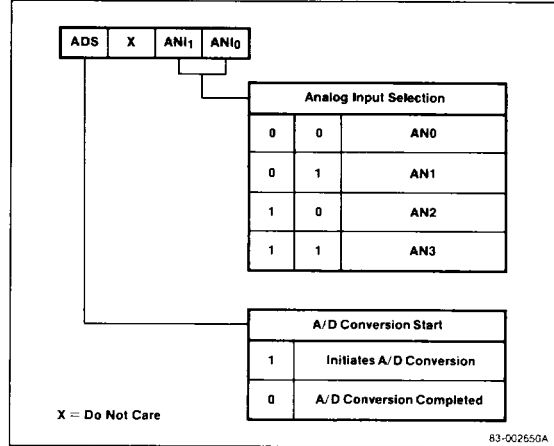 ADS X ANI₁ ANI₀
Analog Input Selection
0 0 AN0
0 1 AN1
1 0 AN2
1 1 AN3
A/D Conversion Start
1 Initiates A/D Conversion
0 A/D Conversion Completed
X = Do Not Care
83-002650A